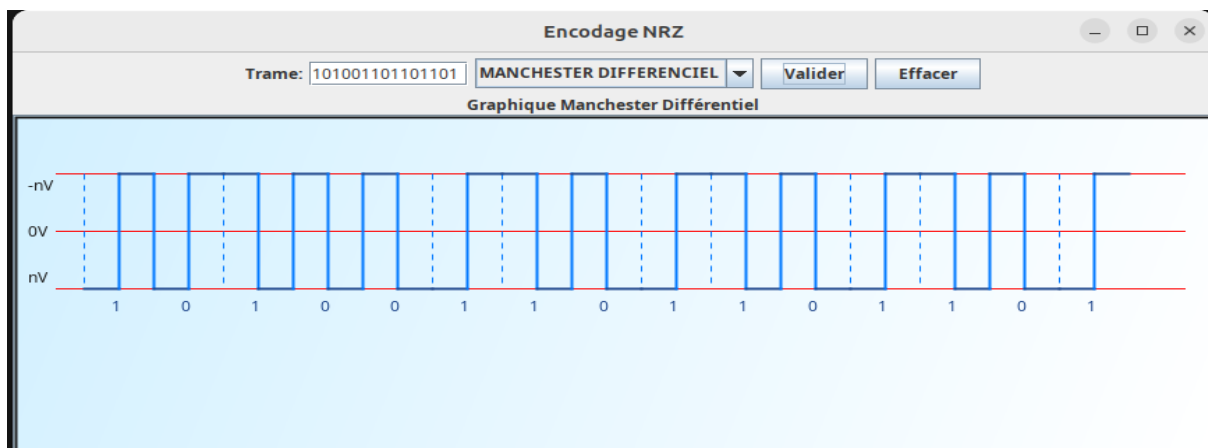 Encodage NRZ
Trame: 101001101101101 MANCHESTER DIFFERENCIEL Valider Effacer
Graphique Manchester Différentiel
-nV
0V
nV
1 0 1 0 0 1 1 0 1 1 0 1 1 0 1